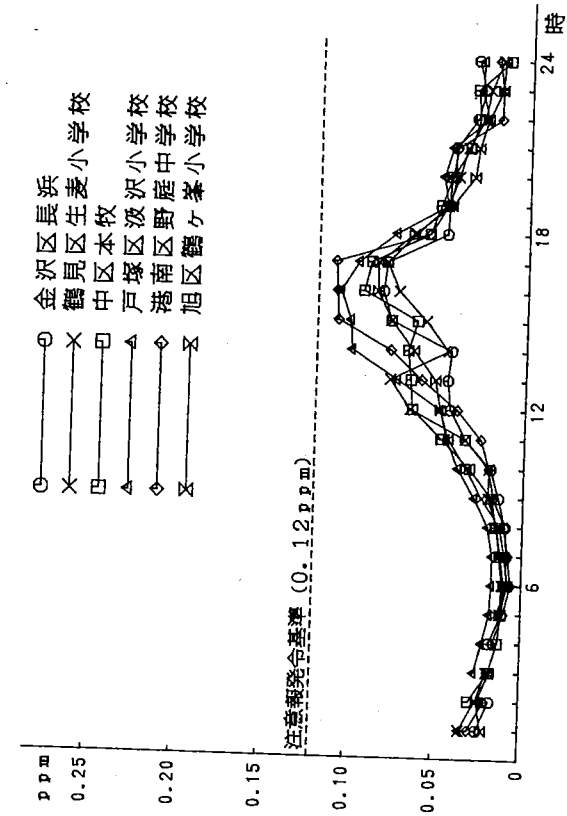 ppm
0.25
0.20
0.15
0.10
0.05
0
6
12
18
24
時
金沢区長浜
鶴見区生麦小学校
中区本牧
戸塚区汲沢小学校
港南区野庭中学校
旭区鶴ヶ峯小学校
注意報発令基準 (0.12ppm)